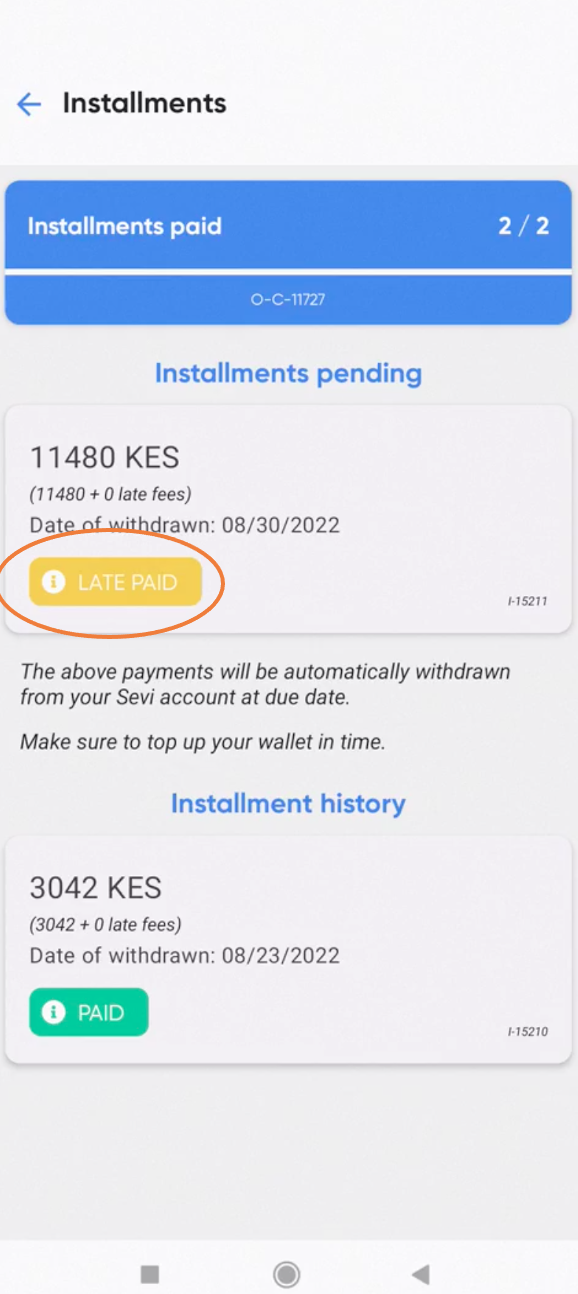 Installments
Installments paid 2 / 2
O-C-11727
Installments pending
11480 KES
(11480 + 0 late fees)
Date of withdrawn: 08/30/2022
LATE PAID
I-15211
The above payments will be automatically withdrawn
from your Sevi account at due date.
Make sure to top up your wallet in time.
Installment history
3042 KES
(3042 + 0 late fees)
Date of withdrawn: 08/23/2022
PAID
I-15210